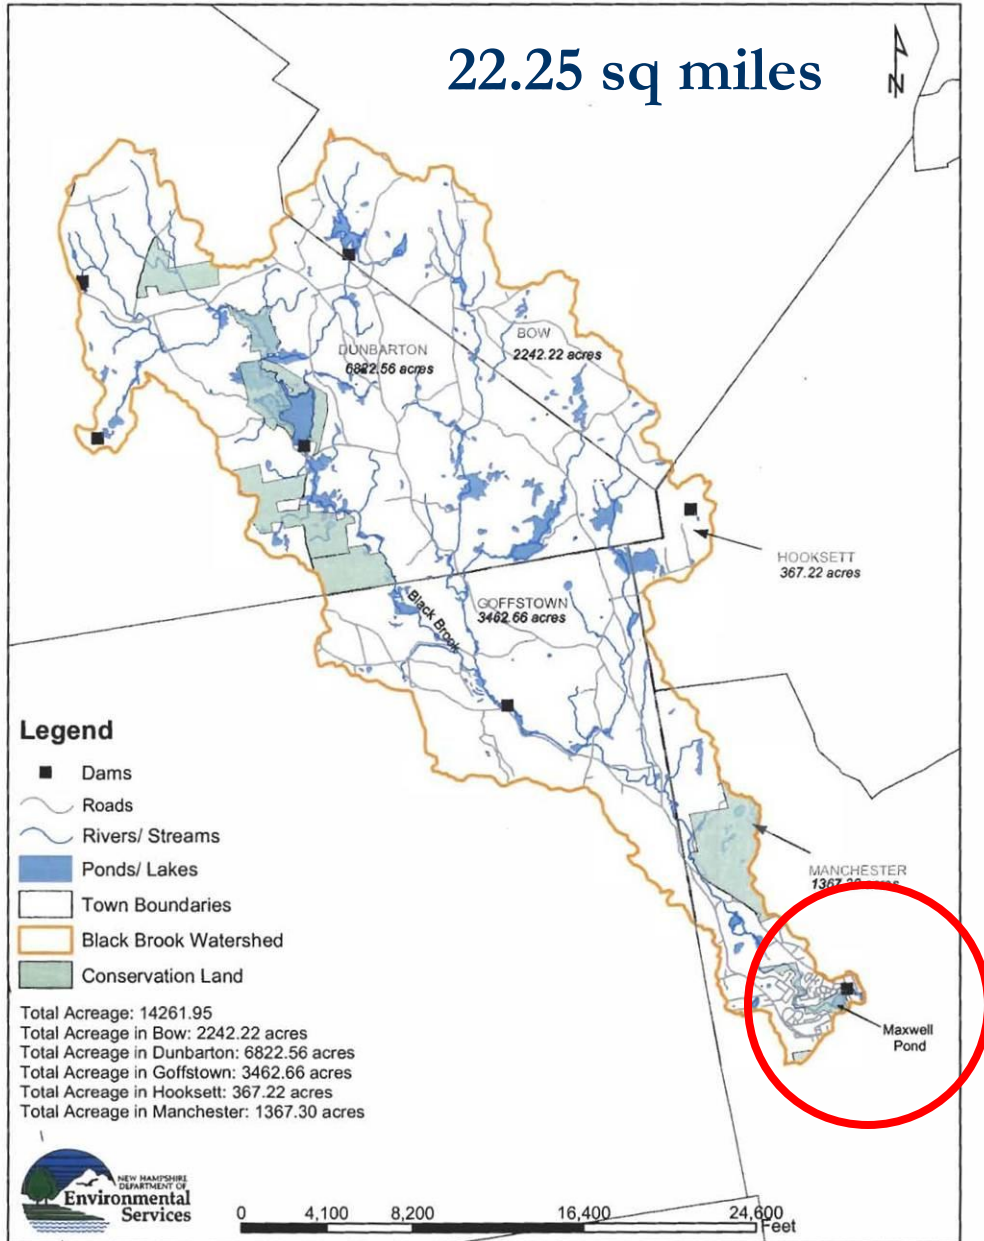 22.25 sq miles
N
BOW
2242.22 acres
DUNBARTON
6822.56 acres
HOOKSETT
367.22 acres
GOFFSTOWN
3462.66 acres
Black Brook
MANCHESTER
1367.30 acres
Maxwell
Pond
Legend
Dams
Roads
Rivers/ Streams
Ponds/ Lakes
Town Boundaries
Black Brook Watershed
Conservation Land
Total Acreage: 14261.95
Total Acreage in Bow: 2242.22 acres
Total Acreage in Dunbarton: 6822.56 acres
Total Acreage in Goffstown: 3462.66 acres
Total Acreage in Hooksett: 367.22 acres
Total Acreage in Manchester: 1367.30 acres
NEW HAMPSHIRE
DEPARTMENT OF
Environmental
Services
0 4,100 8,200 16,400 24,600
Feet